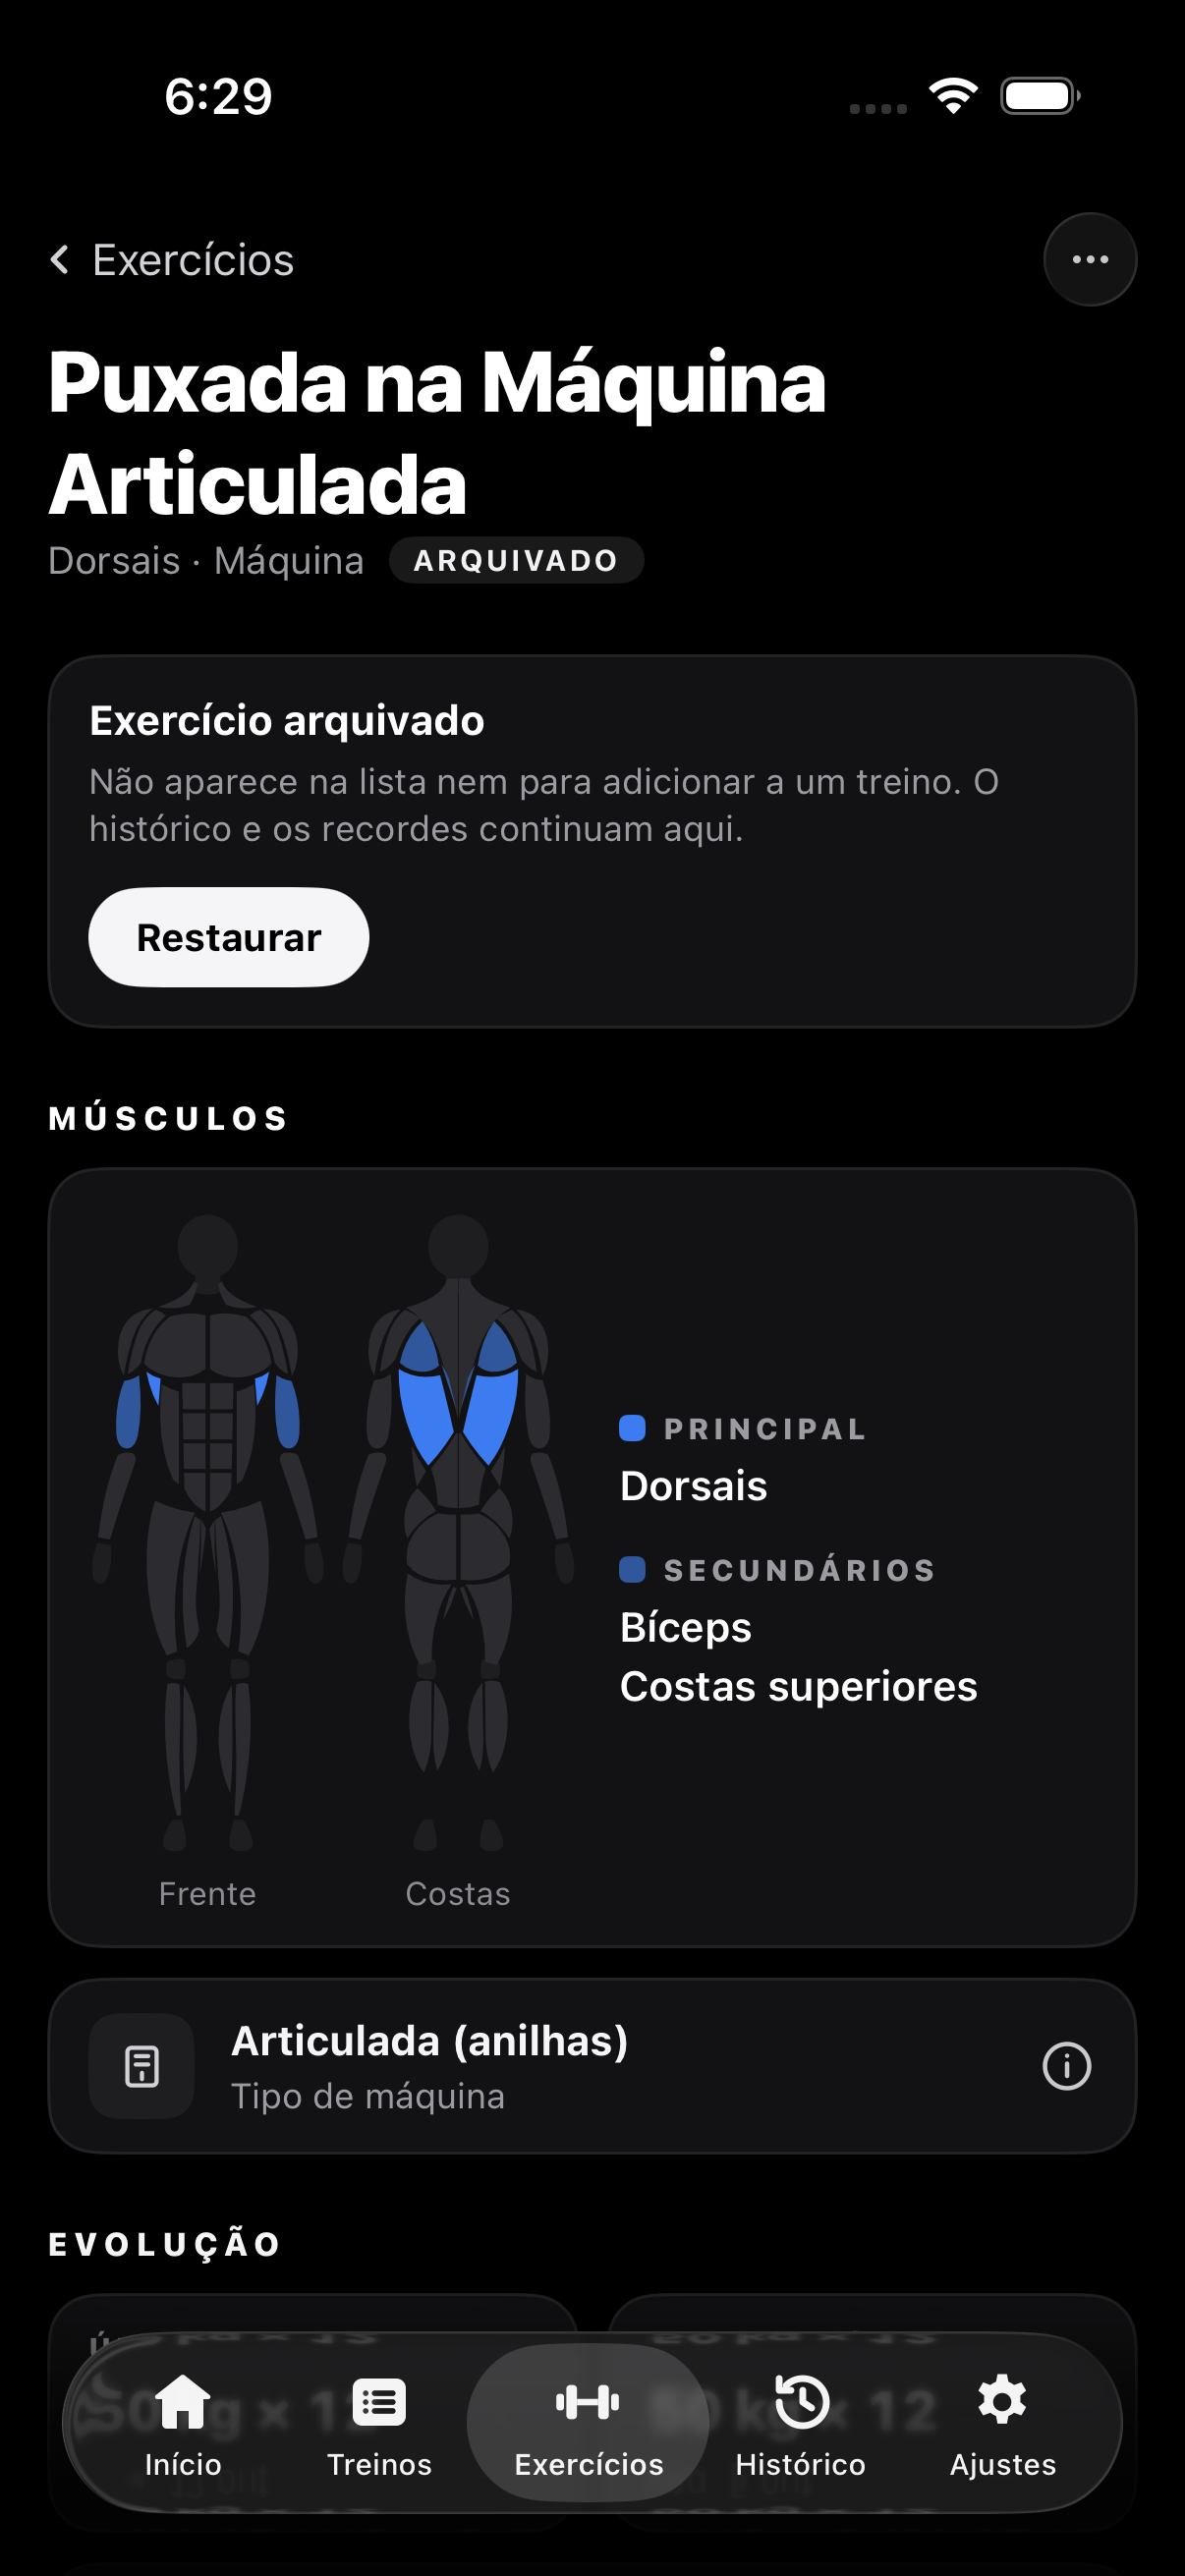 6:29
Exercícios
Puxada na Máquina
Articulada
Dorsais · Máquina ARQUIVADO
Exercício arquivado
Não aparece na lista nem para adicionar a um treino. O
histórico e os recordes continuam aqui.
Restaurar
MÚSCULOS
PRINCIPAL
Dorsais
SECUNDÁRIOS
Bíceps
Costas superiores
Frente Costas
Articulada (anilhas)
Tipo de máquina
EVOLUÇÃO
Início Treinos Exercícios Histórico Ajustes